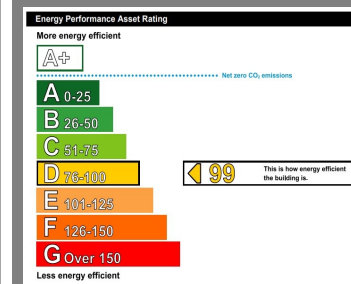 Energy Performance Asset Rating
More energy efficient
A+
Net zero CO₂ emissions
A 0-25
B 26-50
C 51-75
D 76-100
99
This is how energy efficient
the building is.
E 101-125
F 126-150
G Over 150
Less energy efficient